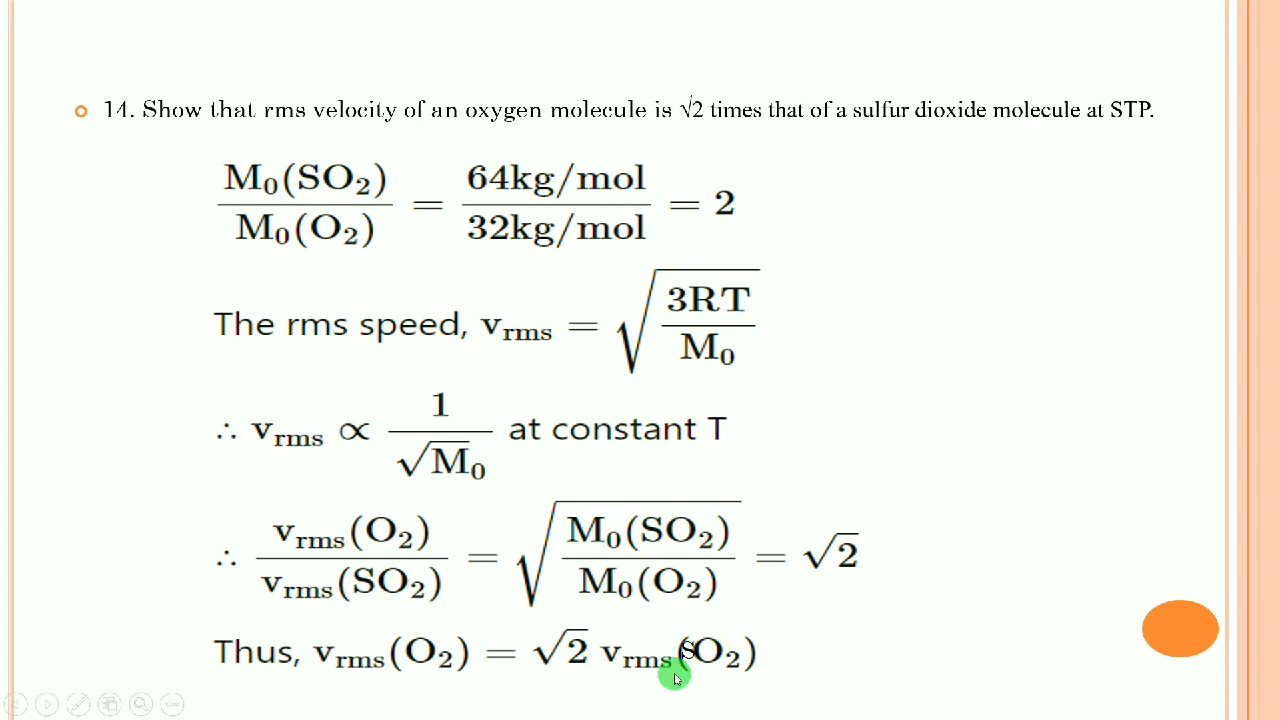 14. Show that rms velocity of an oxygen molecule is √2 times that of a sulfur dioxide molecule at STP.
M₀(SO₂)/M₀(O₂) = 64kg/mol/32kg/mol = 2
The rms speed, vᵣₘₛ = √(3RT/M₀)
∴ vᵣₘₛ ∝ 1/√M₀ at constant T
∴ vᵣₘₛ(O₂)/vᵣₘₛ(SO₂) = √(M₀(SO₂)/M₀(O₂)) = √2
Thus, vᵣₘₛ(O₂) = √2 vᵣₘₛ(SO₂)